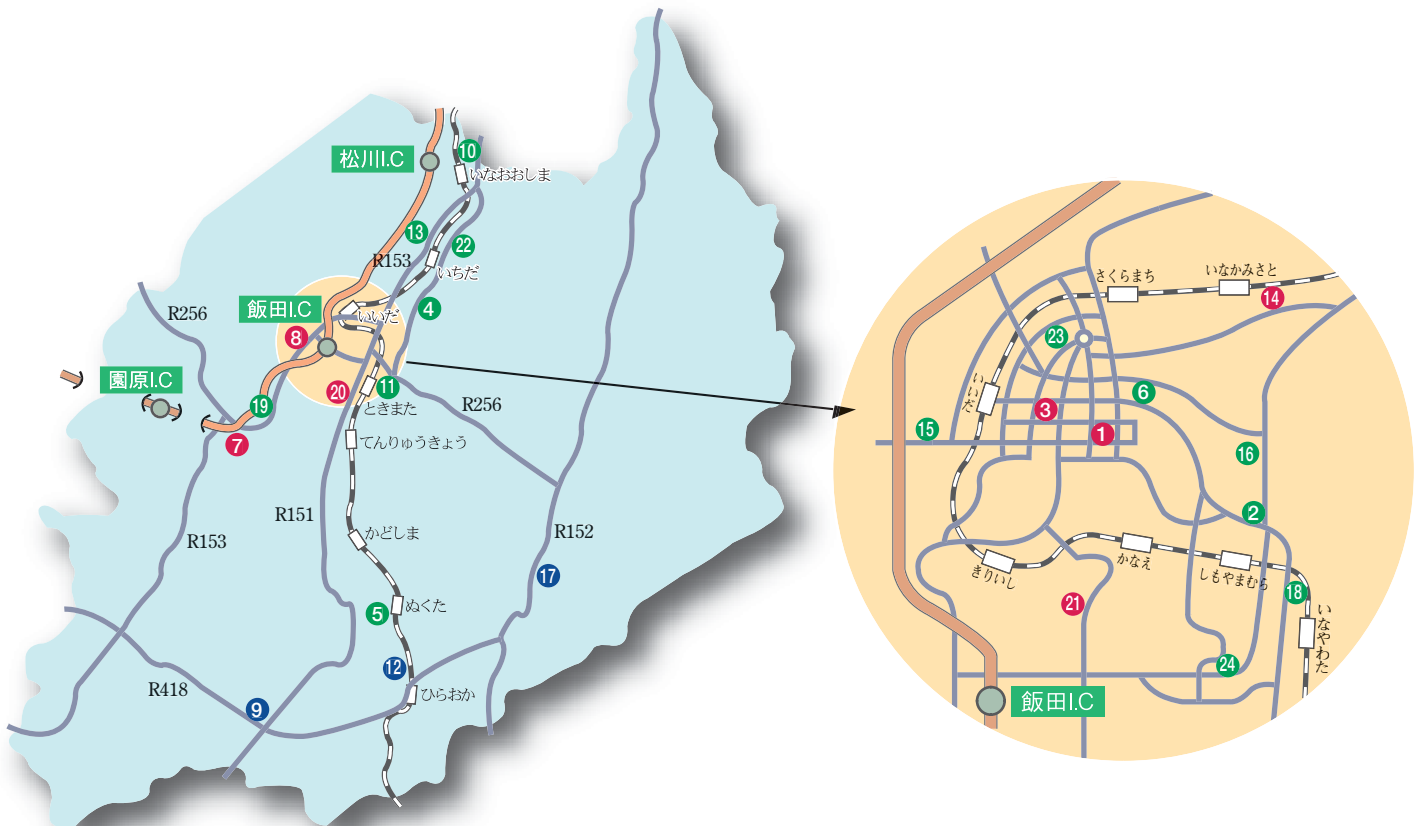 松川I.C
10
いなおおしま
13
22
R153
いちだ
R256
飯田I.C
いいだ
4
8
園原I.C
20
11
19
ときまた
R256
7
てんりゅうきょう
R151
R153
かどしま
R152
17
5
ぬくた
12
R418
ひらおか
9
さくらまち
いなかみさと
14
23
いいだ
6
3
15
1
16
2
かなえ
きりいし
しもやまむら
21
18
いなやわた
24
飯田I.C